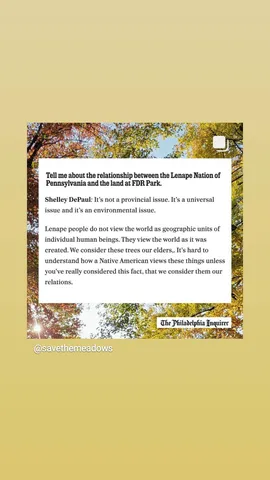 Tell me about the relationship between the Lenape Nation of
Pennsylvania and the land at FDR Park.
Shelley DePaul: It's not a provincial issue. It's a universal
issue and it's an environmental issue.
Lenape people do not view the world as geographic units of
individual human beings. They view the world as it was
created. We consider these trees our elders,. It's hard to
understand how a Native American views these things unless
you've really considered this fact, that we consider them our
relations.
The Philadelphia Inquirer
@savethemeadows